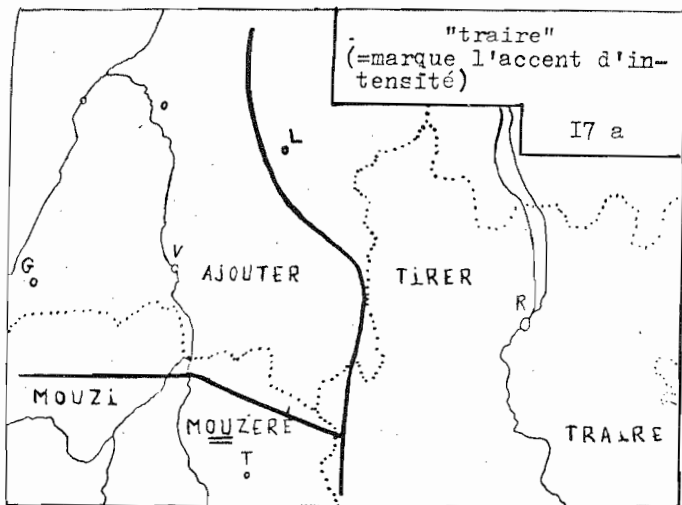 "traire"
(=marque l'accent d'in-
tensité)
I7 a
L
G
V
AJOUTER
TIRER
R
MOUZI
MOUZERE
TRAIRE
T